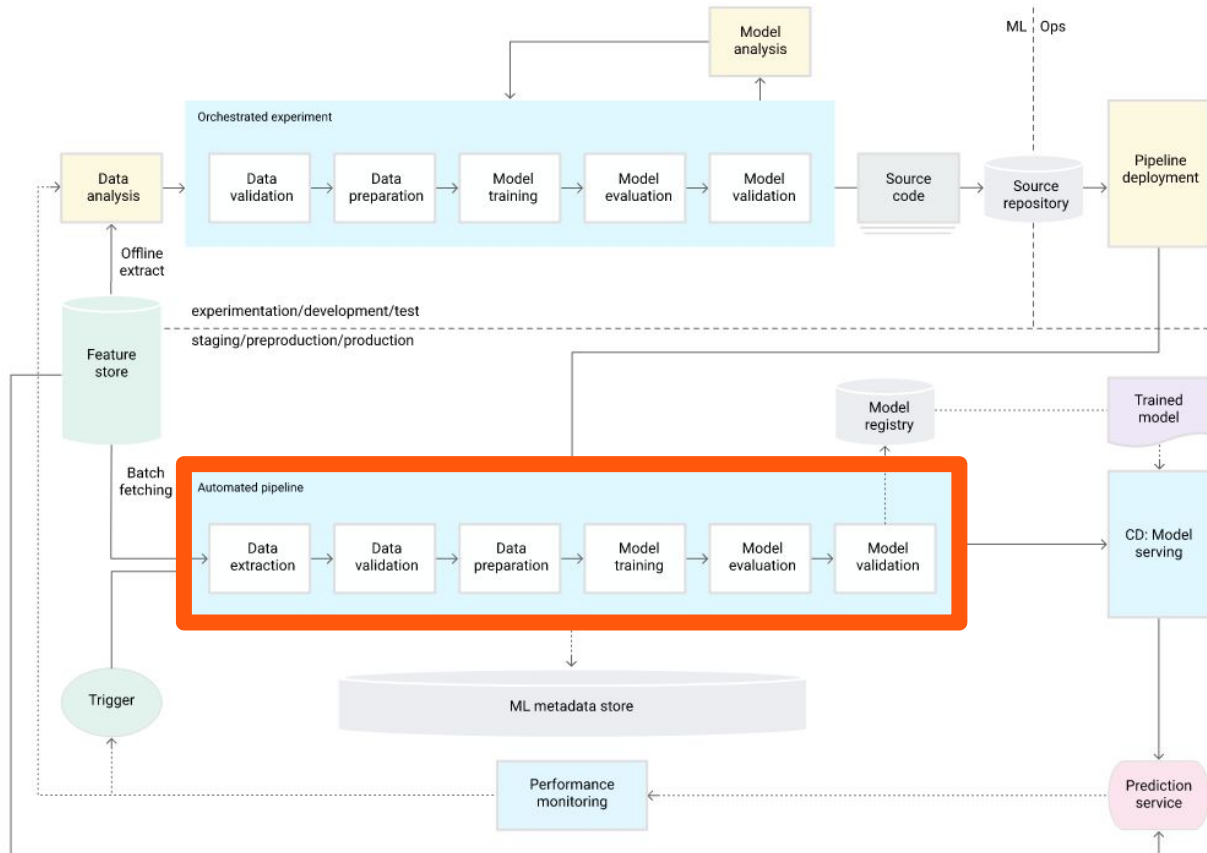 Model
analysis
ML
Ops
Orchestrated experiment
Data
analysis
Data
validation
Data
preparation
Model
training
Model
evaluation
Model
validation
Source
code
Source
repository
Pipeline
deployment
Offline
extract
experimentation/development/test
staging/preproduction/production
Feature
store
Model
registry
Trained
model
Batch
fetching
Automated pipeline
Data
extraction
Data
validation
Data
preparation
Model
training
Model
evaluation
Model
validation
CD: Model
serving
Trigger
ML metadata store
Performance
monitoring
Prediction
service